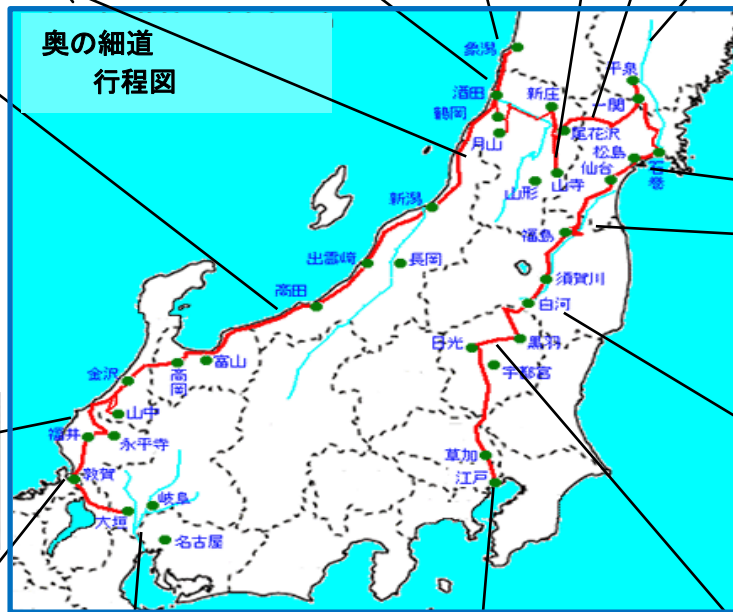 奥の細道
行程図
象潟
酒田
鶴岡
月山
新庄
尾花沢
平泉
一関
松島
石巻
仙台
山寺
山形
新潟
福島
出雲崎
長岡
須賀川
高田
白河
日光
黒羽
宇都宮
金沢
高岡
富山
山中
福井
永平寺
草加
江戸
敦賀
大垣
岐阜
名古屋